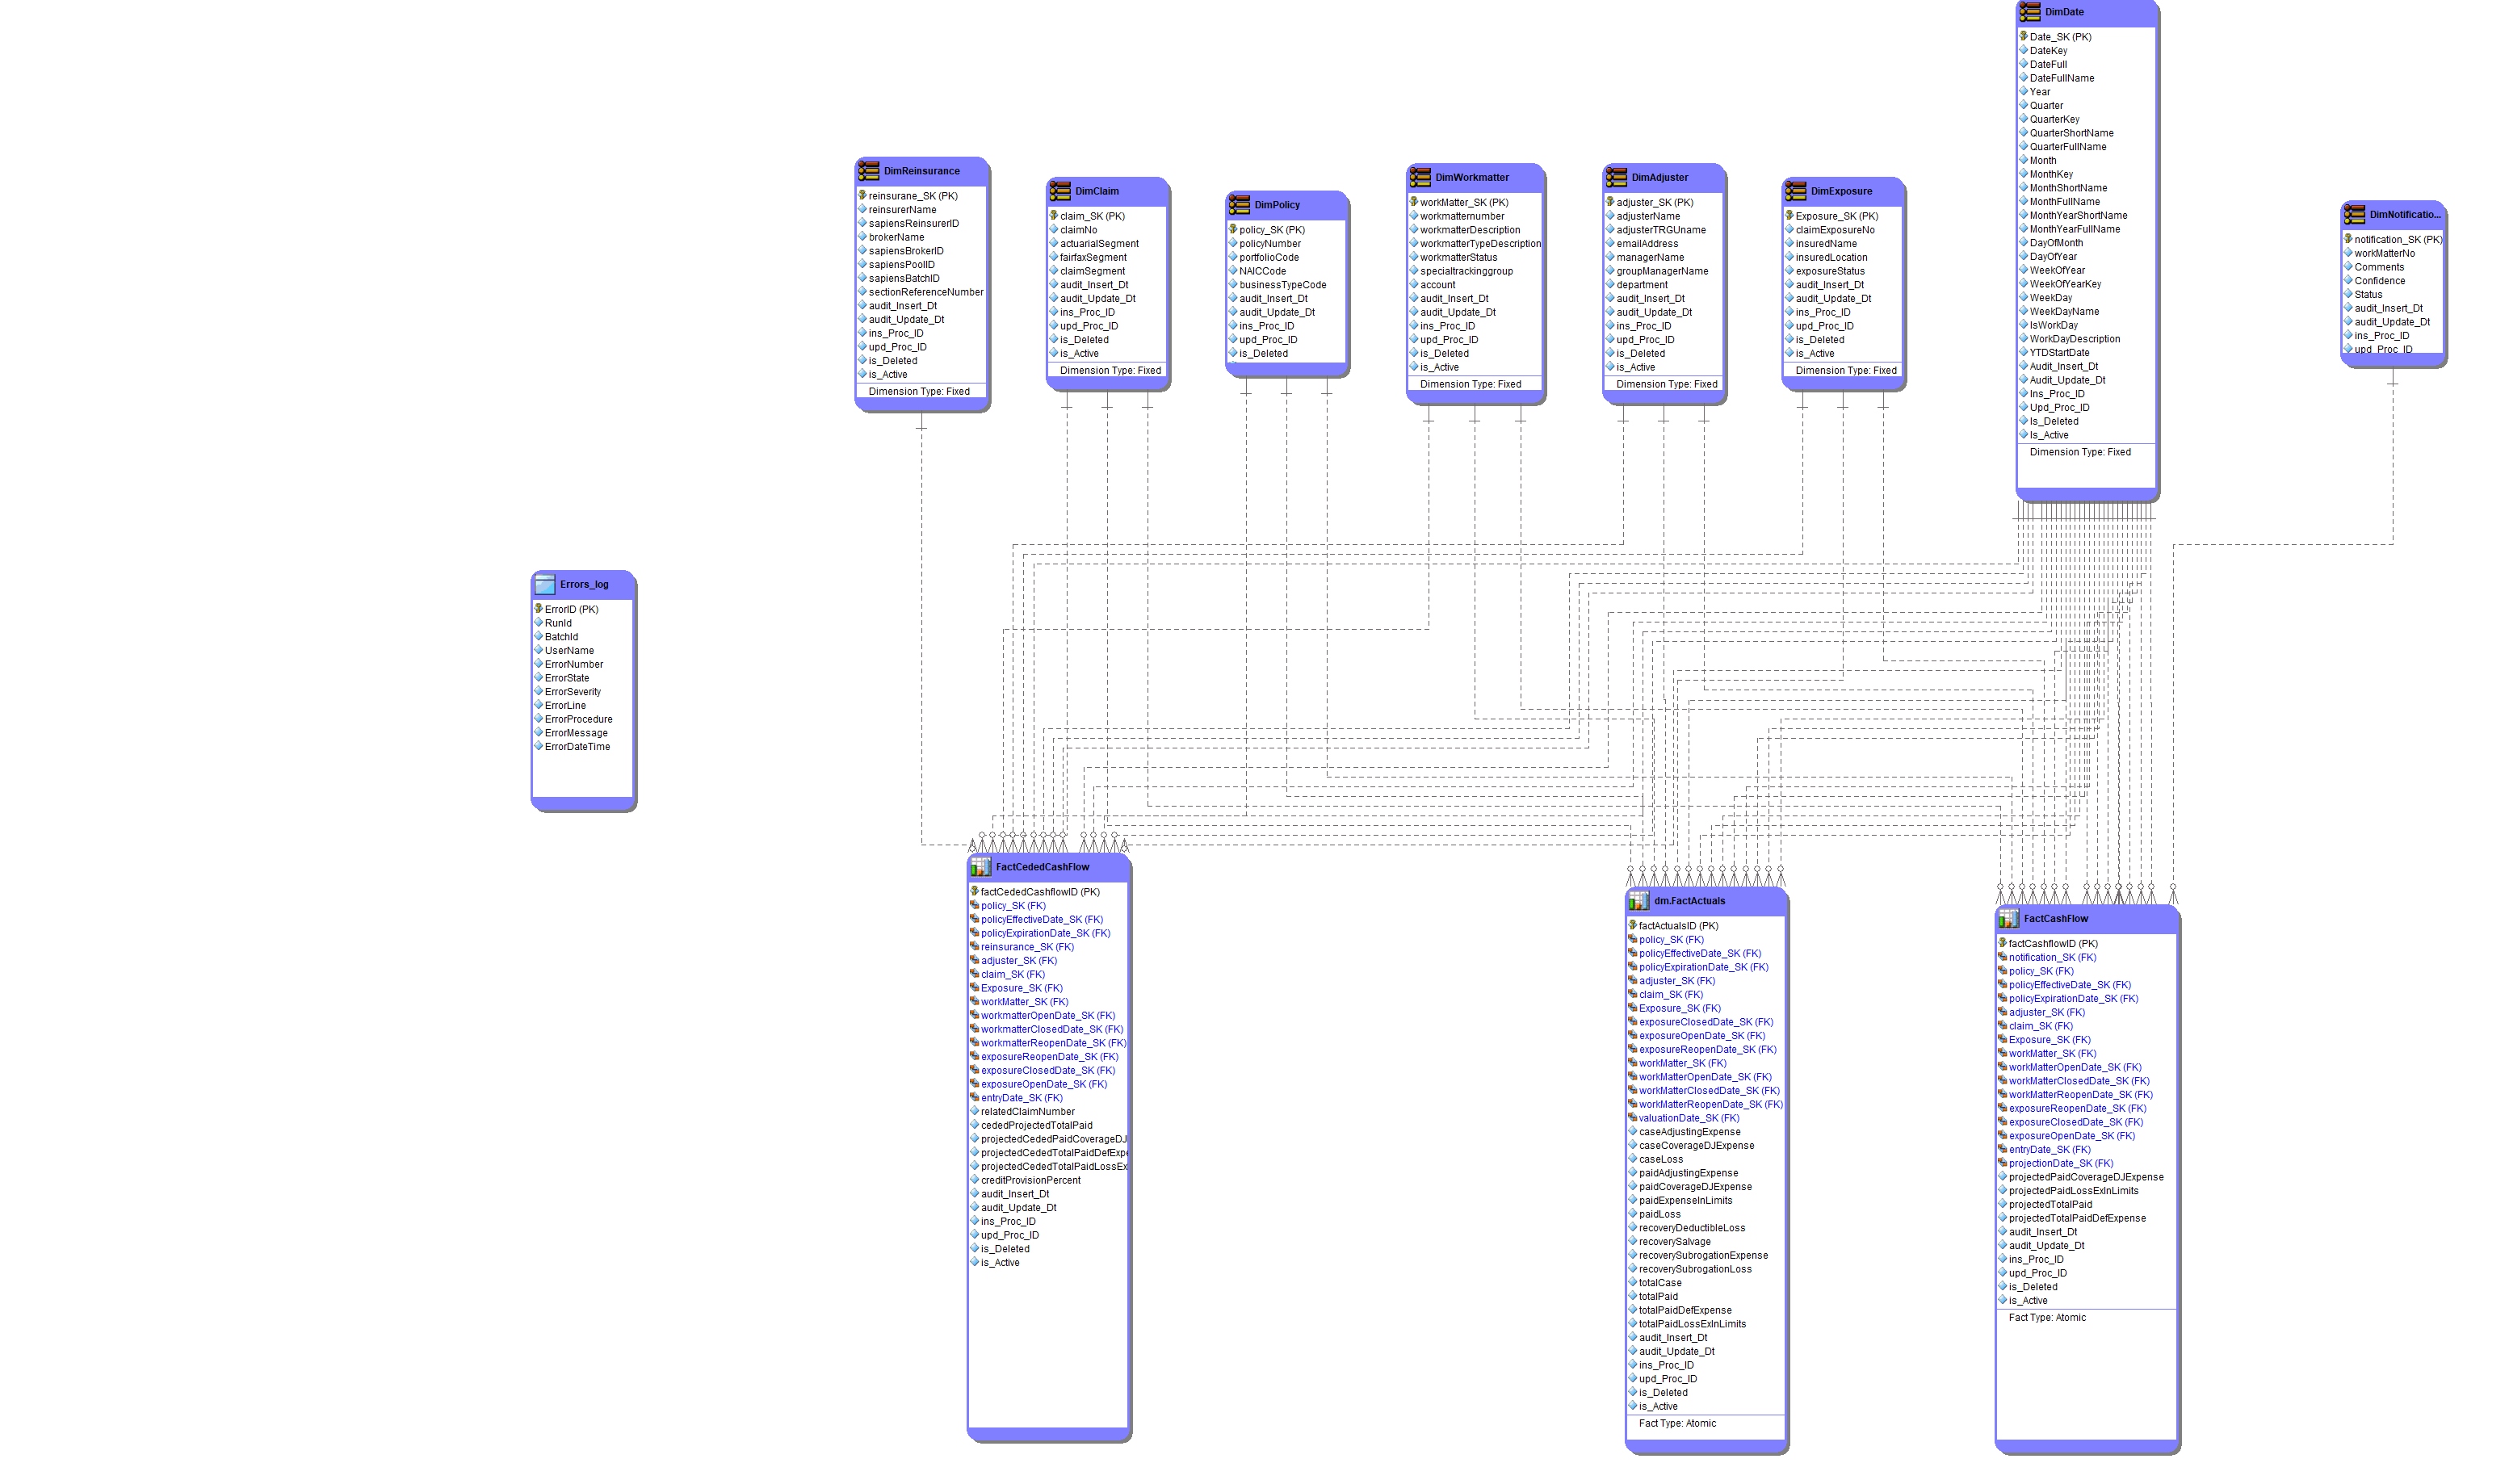 DimDate
Date_SK (PK)
DateKey
DateFull
DateFullName
Year
Quarter
QuarterKey
QuarterShortName
QuarterFullName
Month
MonthKey
MonthShortName
MonthFullName
MonthYearShortName
MonthYearFullName
DayOfMonth
DayOfYear
WeekOfYear
WeekOfYearKey
WeekDay
WeekDayName
IsWorkDay
WorkDayDescription
YTDStartDate
Audit_Insert_Dt
Audit_Update_Dt
Ins_Proc_ID
Upd_Proc_ID
Is_Deleted
Is_Active
Dimension Type: Fixed
DimReinsurance
reinsurane_SK (PK)
reinsurerName
sapiensReinsurerID
brokerName
sapiensBrokerID
sapiensPoolID
sapiensBatchID
sectionReferenceNumber
audit_Insert_Dt
audit_Update_Dt
ins_Proc_ID
upd_Proc_ID
is_Deleted
is_Active
Dimension Type: Fixed
DimClaim
claim_SK (PK)
claimNo
actuarialSegment
fairfaxSegment
claimSegment
audit_Insert_Dt
audit_Update_Dt
ins_Proc_ID
upd_Proc_ID
is_Deleted
is_Active
Dimension Type: Fixed
DimPolicy
policy_SK (PK)
policyNumber
portfolioCode
NAICCode
businessTypeCode
audit_Insert_Dt
audit_Update_Dt
ins_Proc_ID
upd_Proc_ID
is_Deleted
DimWorkmatter
workMatter_SK (PK)
workmatternumber
workmatterDescription
workmatterTypeDescription
workmatterStatus
specialtrackinggroup
account
audit_Insert_Dt
audit_Update_Dt
ins_Proc_ID
upd_Proc_ID
is_Deleted
is_Active
Dimension Type: Fixed
DimAdjuster
adjuster_SK (PK)
adjusterName
adjusterTRGUname
emailAddress
managerName
groupManagerName
department
audit_Insert_Dt
audit_Update_Dt
ins_Proc_ID
upd_Proc_ID
is_Deleted
is_Active
Dimension Type: Fixed
DimExposure
Exposure_SK (PK)
claimExposureNo
insuredName
insuredLocation
exposureStatus
audit_Insert_Dt
audit_Update_Dt
ins_Proc_ID
upd_Proc_ID
is_Deleted
is_Active
Dimension Type: Fixed
DimNotificatio...
notification_SK (PK)
workMatterNo
Comments
Confidence
Status
audit_Insert_Dt
audit_Update_Dt
ins_Proc_ID
upd_Proc_ID
Errors_log
ErrorID (PK)
RunId
BatchId
UserName
ErrorNumber
ErrorState
ErrorSeverity
ErrorLine
ErrorProcedure
ErrorMessage
ErrorDateTime
FactCededCashFlow
factCededCashflowID (PK)
policy_SK (FK)
policyEffectiveDate_SK (FK)
policyExpirationDate_SK (FK)
reinsurance_SK (FK)
adjuster_SK (FK)
claim_SK (FK)
Exposure_SK (FK)
workMatter_SK (FK)
workmatterOpenDate_SK (FK)
workmatterClosedDate_SK (FK)
workmatterReopenDate_SK (FK)
exposureReopenDate_SK (FK)
exposureClosedDate_SK (FK)
exposureOpenDate_SK (FK)
entryDate_SK (FK)
relatedClaimNumber
cededProjectedTotalPaid
projectedCededPaidCoverageDJ
projectedCededTotalPaidDefExpe
projectedCededTotalPaidLossEx
creditProvisionPercent
audit_Insert_Dt
audit_Update_Dt
ins_Proc_ID
upd_Proc_ID
is_Deleted
is_Active
dm.FactActuals
factActualsID (PK)
policy_SK (FK)
policyEffectiveDate_SK (FK)
policyExpirationDate_SK (FK)
adjuster_SK (FK)
claim_SK (FK)
Exposure_SK (FK)
exposureClosedDate_SK (FK)
exposureOpenDate_SK (FK)
exposureReopenDate_SK (FK)
workMatter_SK (FK)
workMatterOpenDate_SK (FK)
workMatterClosedDate_SK (FK)
workMatterReopenDate_SK (FK)
valuationDate_SK (FK)
caseAdjustingExpense
caseCoverageDJExpense
caseLoss
paidAdjustingExpense
paidCoverageDJExpense
paidExpenseInLimits
paidLoss
recoveryDeductibleLoss
recoverySalvage
recoverySubrogationExpense
recoverySubrogationLoss
totalCase
totalPaid
totalPaidDefExpense
totalPaidLossExInLimits
audit_Insert_Dt
audit_Update_Dt
ins_Proc_ID
upd_Proc_ID
is_Deleted
is_Active
Fact Type: Atomic
FactCashFlow
factCashflowID (PK)
notification_SK (FK)
policy_SK (FK)
policyEffectiveDate_SK (FK)
policyExpirationDate_SK (FK)
adjuster_SK (FK)
claim_SK (FK)
Exposure_SK (FK)
workMatter_SK (FK)
workMatterOpenDate_SK (FK)
workMatterClosedDate_SK (FK)
workMatterReopenDate_SK (FK)
exposureReopenDate_SK (FK)
exposureClosedDate_SK (FK)
exposureOpenDate_SK (FK)
entryDate_SK (FK)
projectionDate_SK (FK)
projectedPaidCoverageDJExpense
projectedPaidLossExInLimits
projectedTotalPaid
projectedTotalPaidDefExpense
audit_Insert_Dt
audit_Update_Dt
ins_Proc_ID
upd_Proc_ID
is_Deleted
is_Active
Fact Type: Atomic